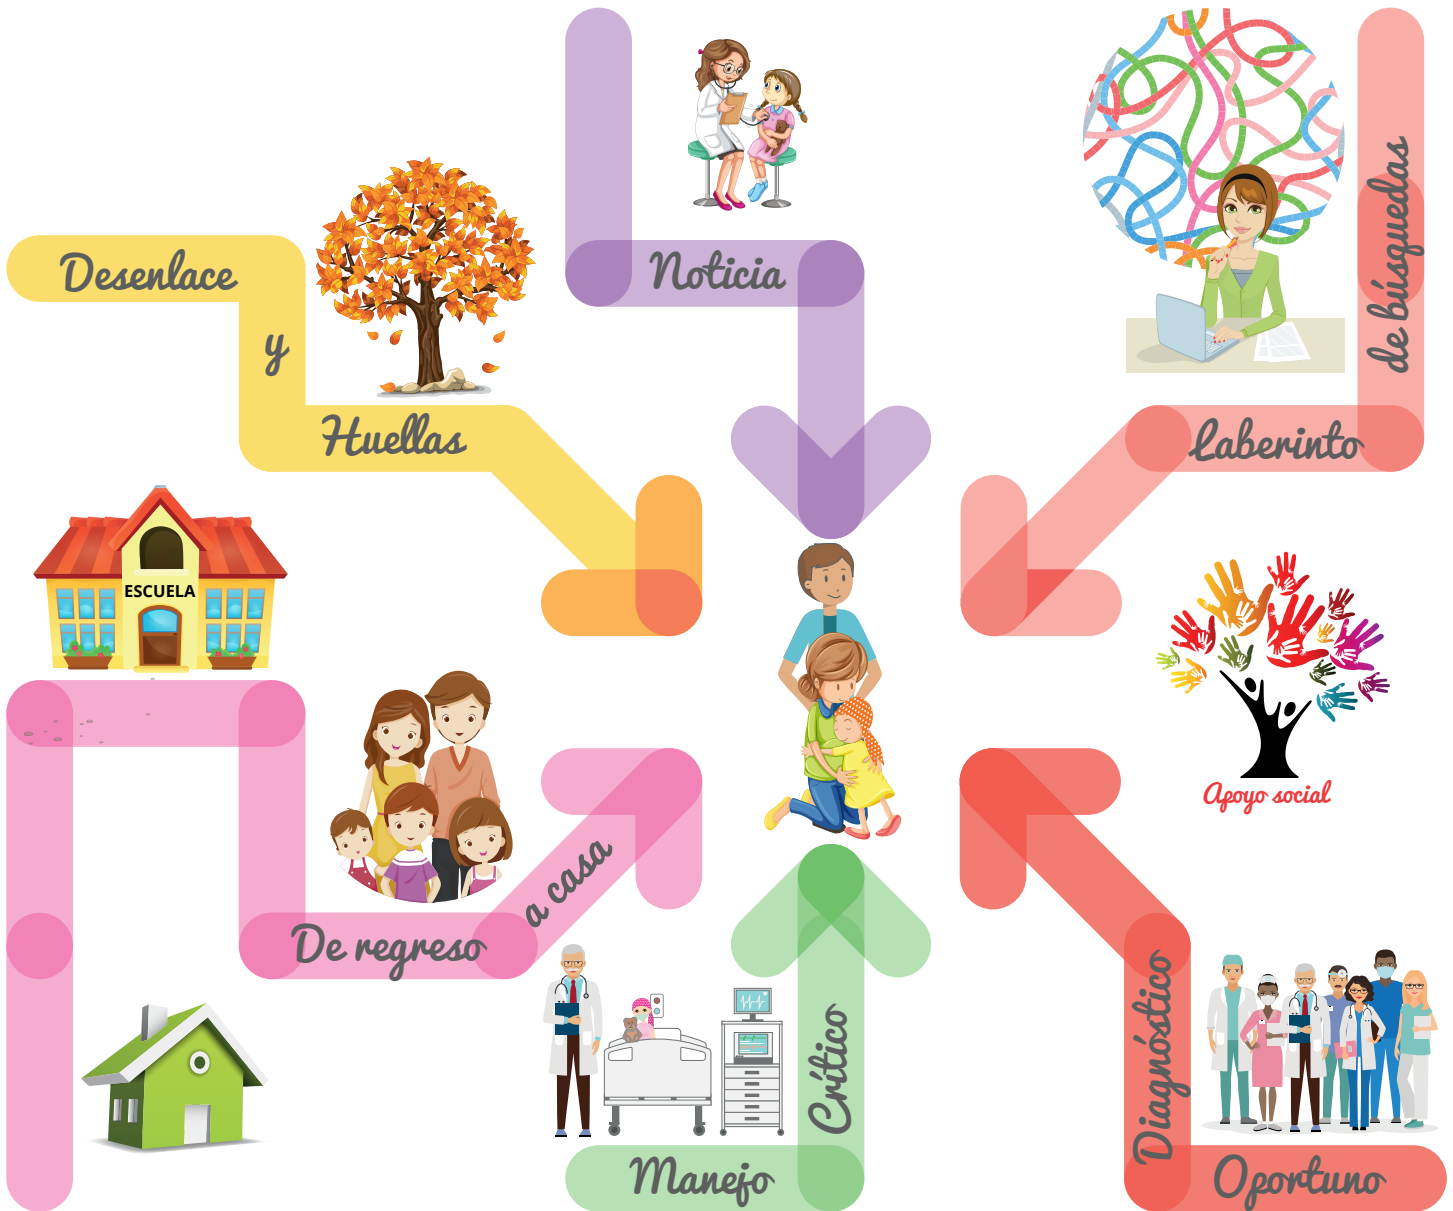 Noticia
Laberinto
de búsquedas
Desenlace
y
Huellas
ESCUELA
Apoyo social
De regreso
a casa
Manejo
Crítico
Diagnóstico
Oportuno